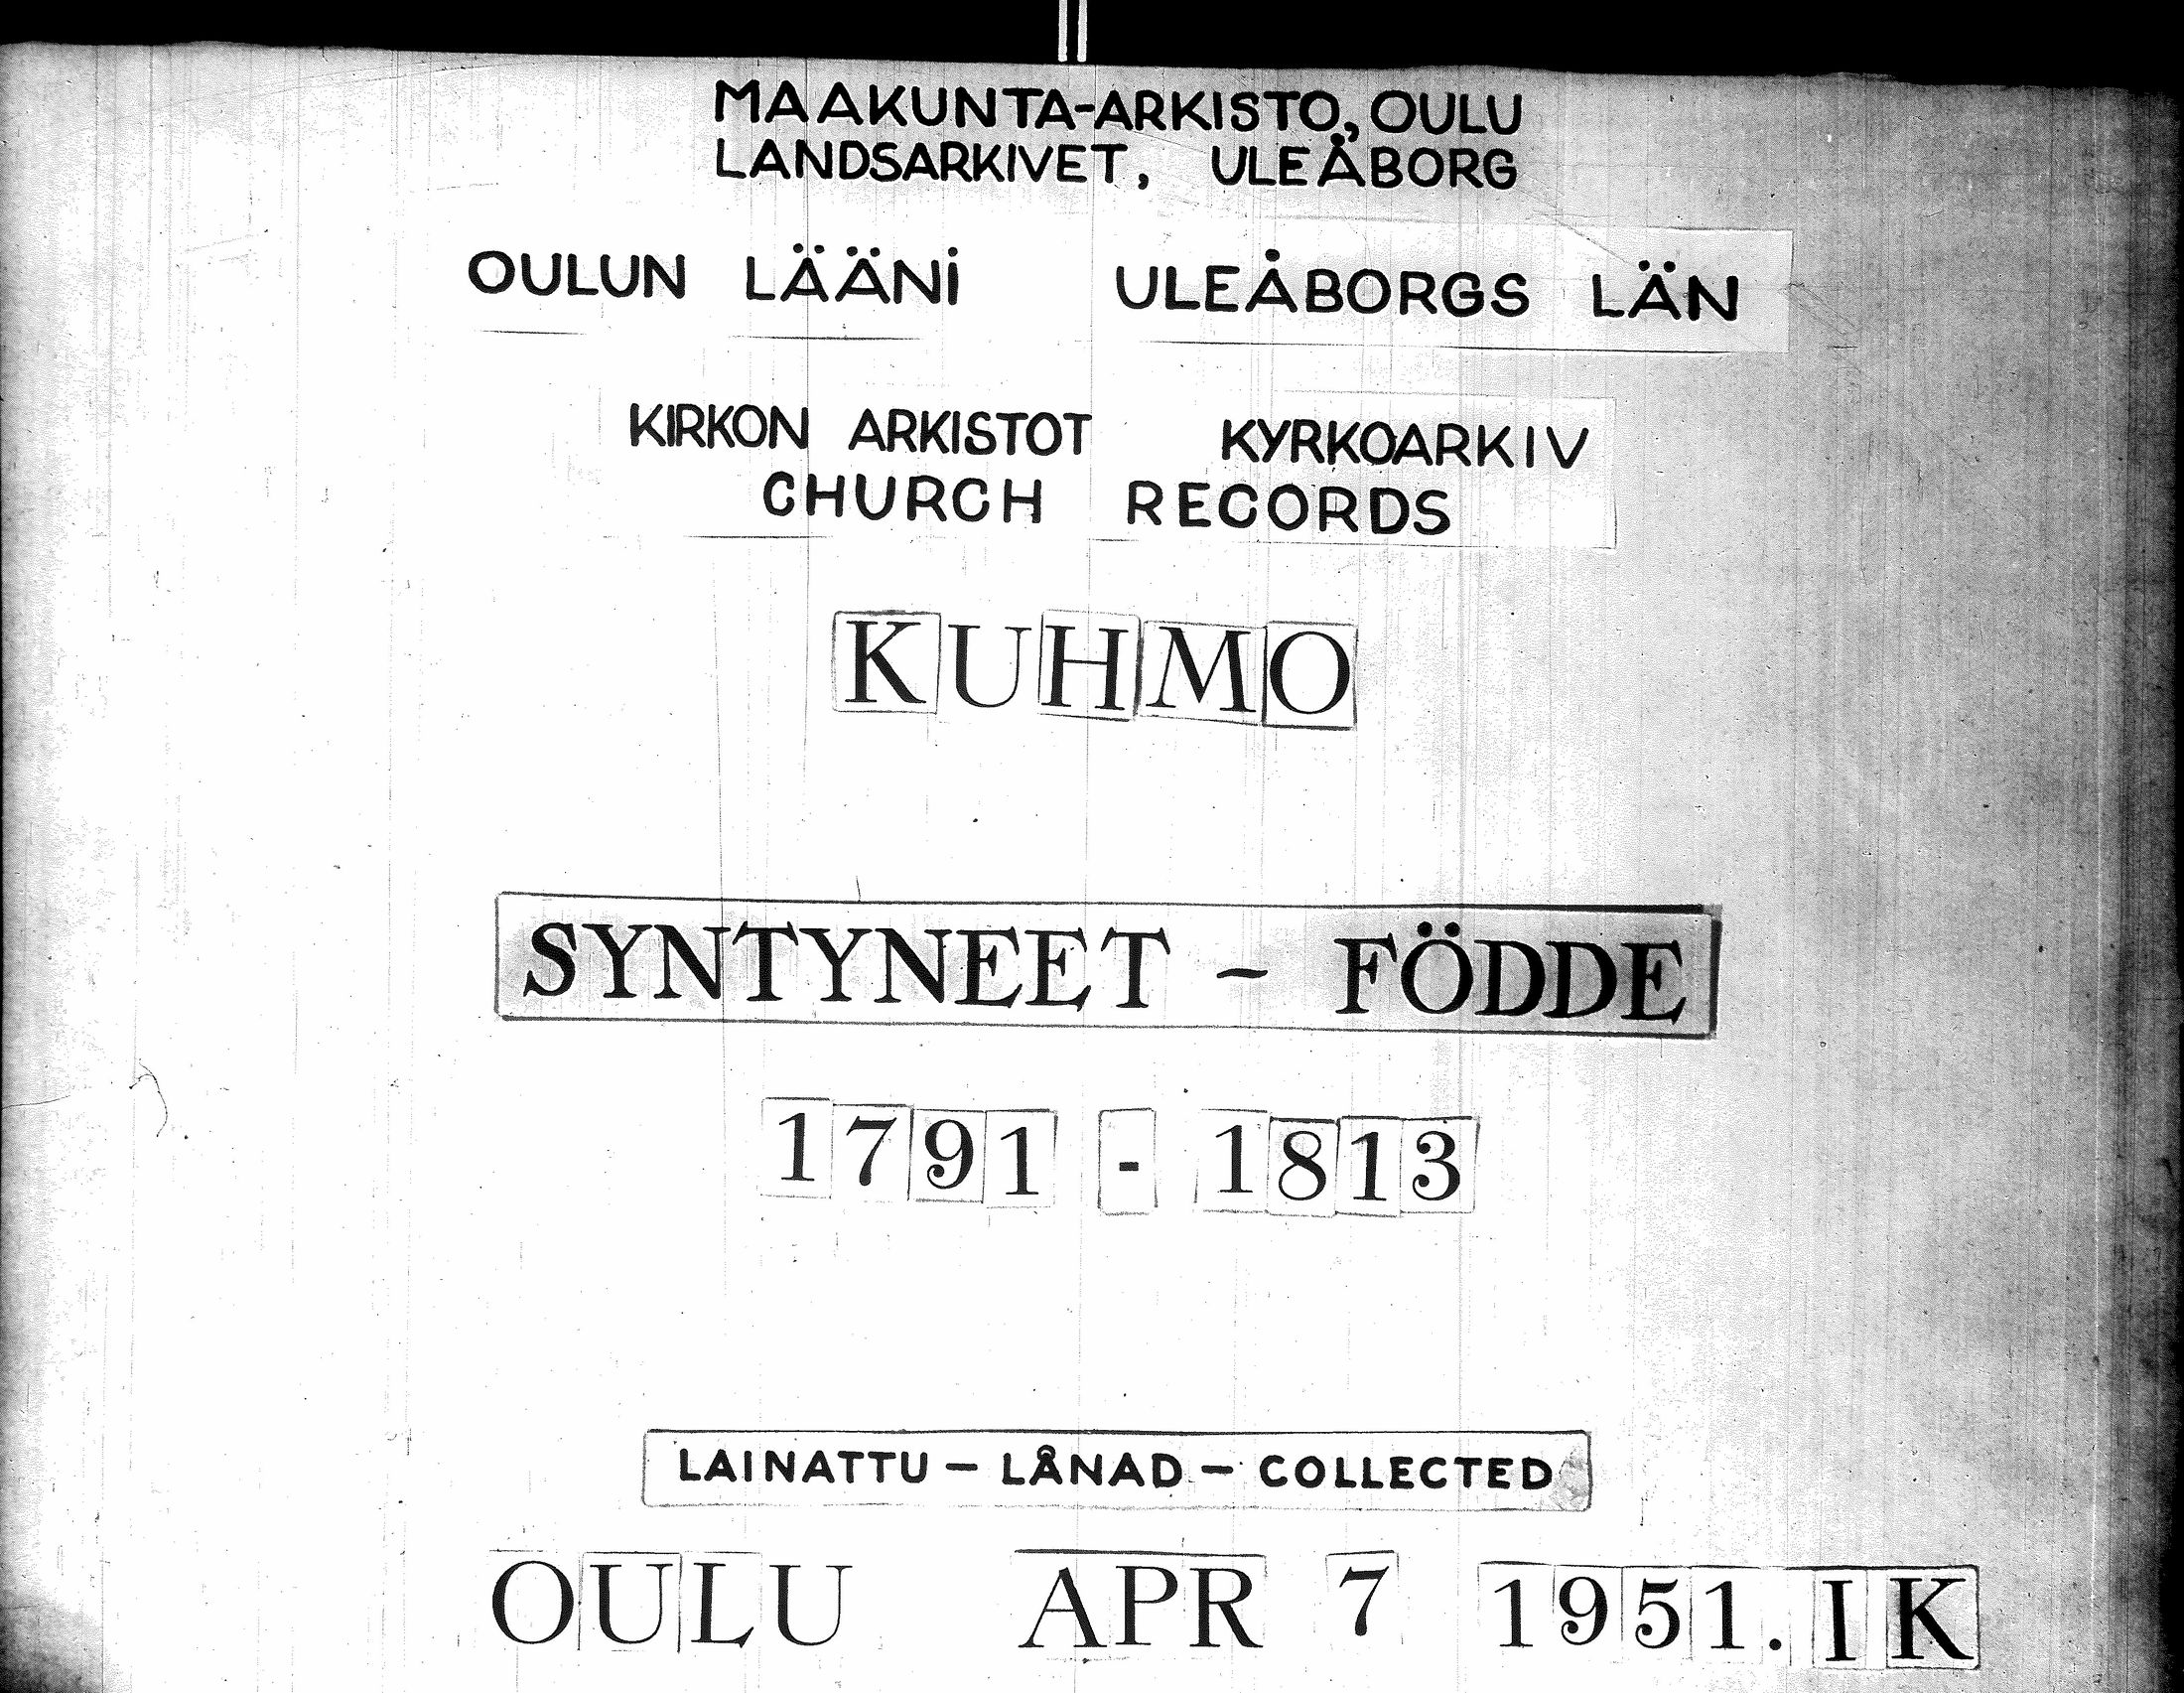 MAAKUNTA-ARKISTO, OULU
LANDSARKIVET, ULEÅBORG
OULUN LÄÄNI ULEÅBORGS LÄN
KIRKON ARKISTOT KYRKOARKIV
CHURCH RECORDS
KUHMO
SYNTYNEET - FÖDDE
1791 - 1813
LAINATTU - LÅNAD - COLLECTED
OULU APR 7 1951. IK